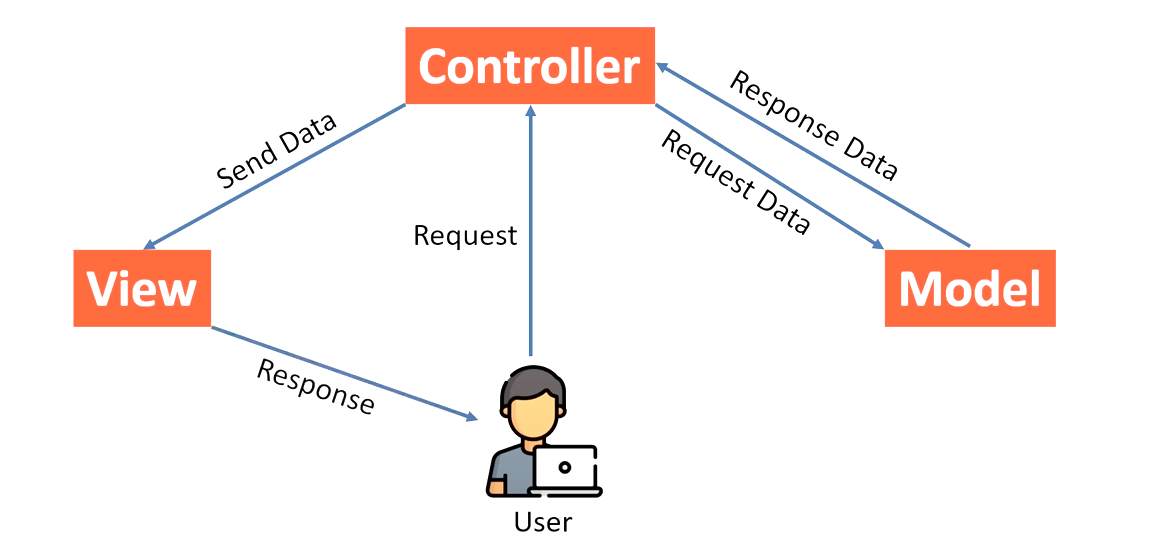 Controller
Send Data
Response Data
Request Data
Request
View
Model
Response
User